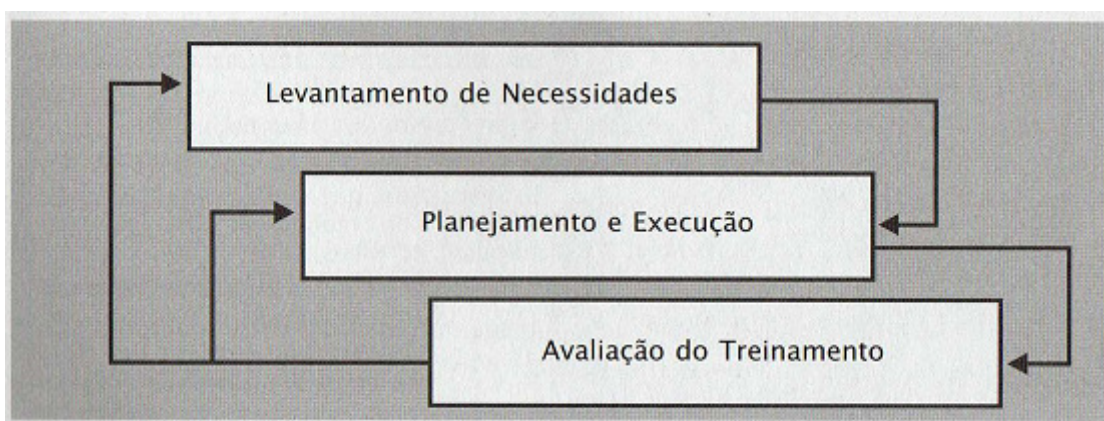 Levantamento de Necessidades
Planejamento e Execução
Avaliação do Treinamento